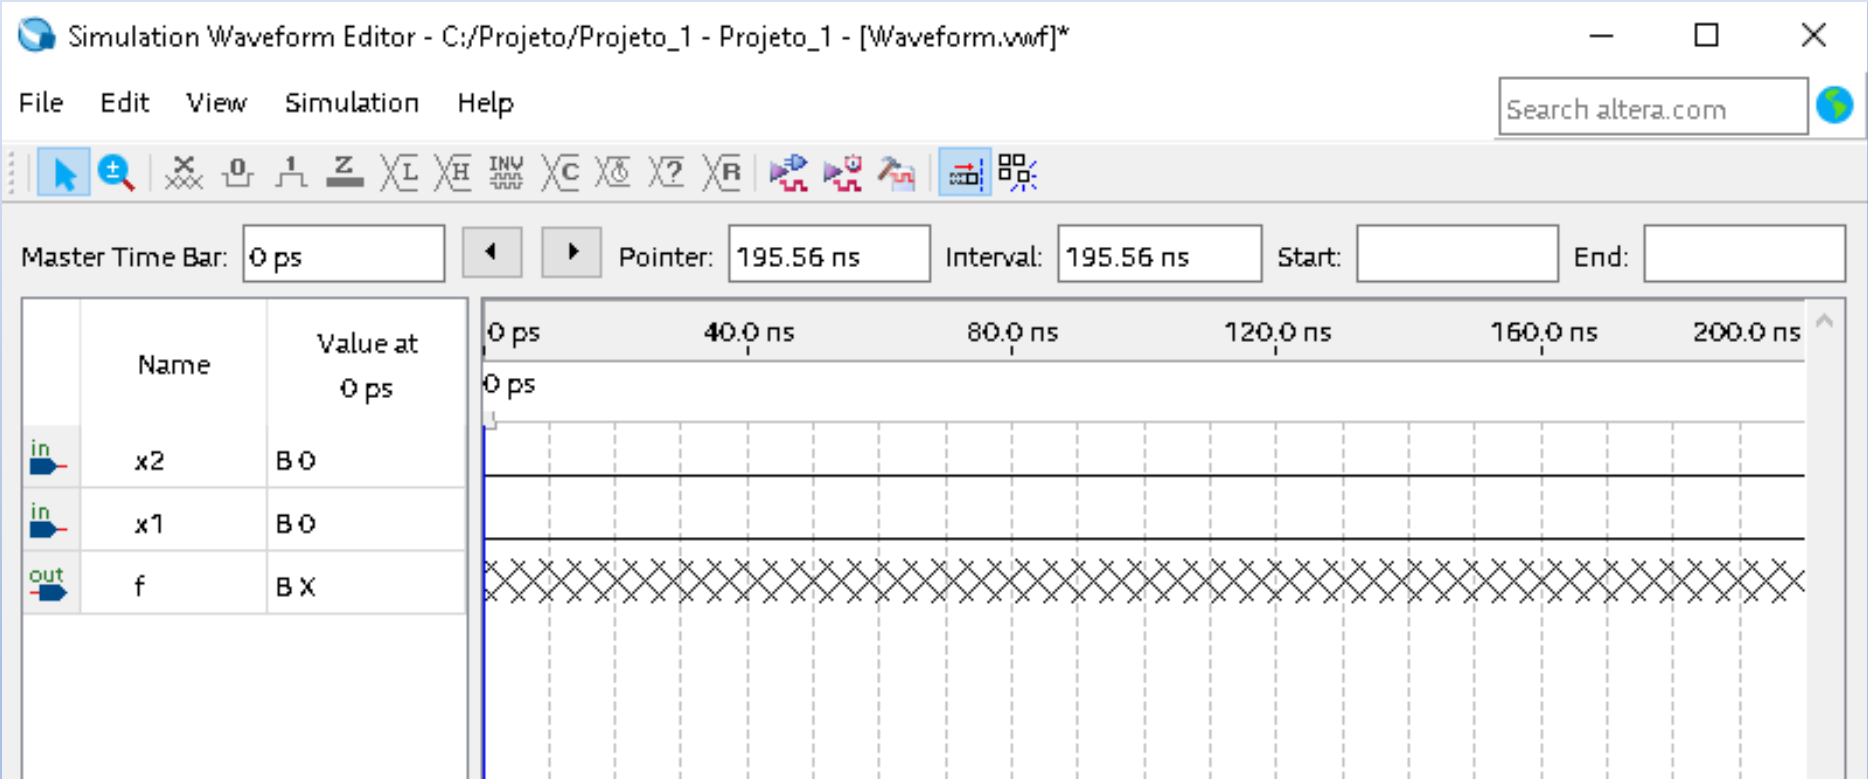 Simulation Waveform Editor - C:/Projeto/Projeto_1 - Projeto_1 - [Waveform.vwf]*
File Edit View Simulation Help Search altera.com
X 0 1 Z L H INV C ? R
Master Time Bar: 0 ps Pointer: 195.56 ns Interval: 195.56 ns Start: End:
Name Value at 0 ps
0 ps 40.0 ns 80.0 ns 120.0 ns 160.0 ns 200.0 ns
0 ps
in x2 B 0
in x1 B 0
out f B X